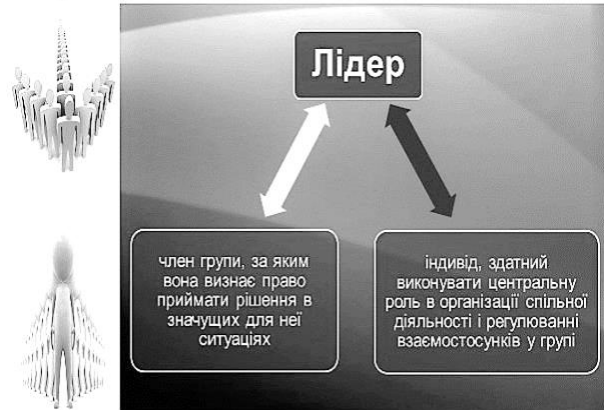 Лідер
член групи, за яким
вона визнає право
приймати рішення в
значущих для неї
ситуаціях
індивід, здатний
виконувати центральну
роль в організації спільної
діяльності і регулюванні
взаємостосунків у групі